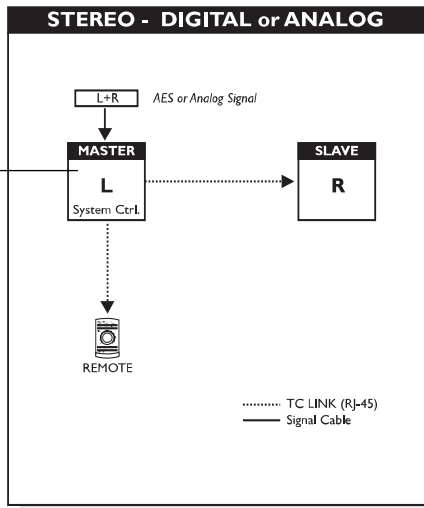 STEREO - DIGITAL or ANALOG
L+R
AES or Analog Signal
MASTER
L
System Ctrl.
SLAVE
R
REMOTE
TC LINK (RJ-45)
Signal Cable